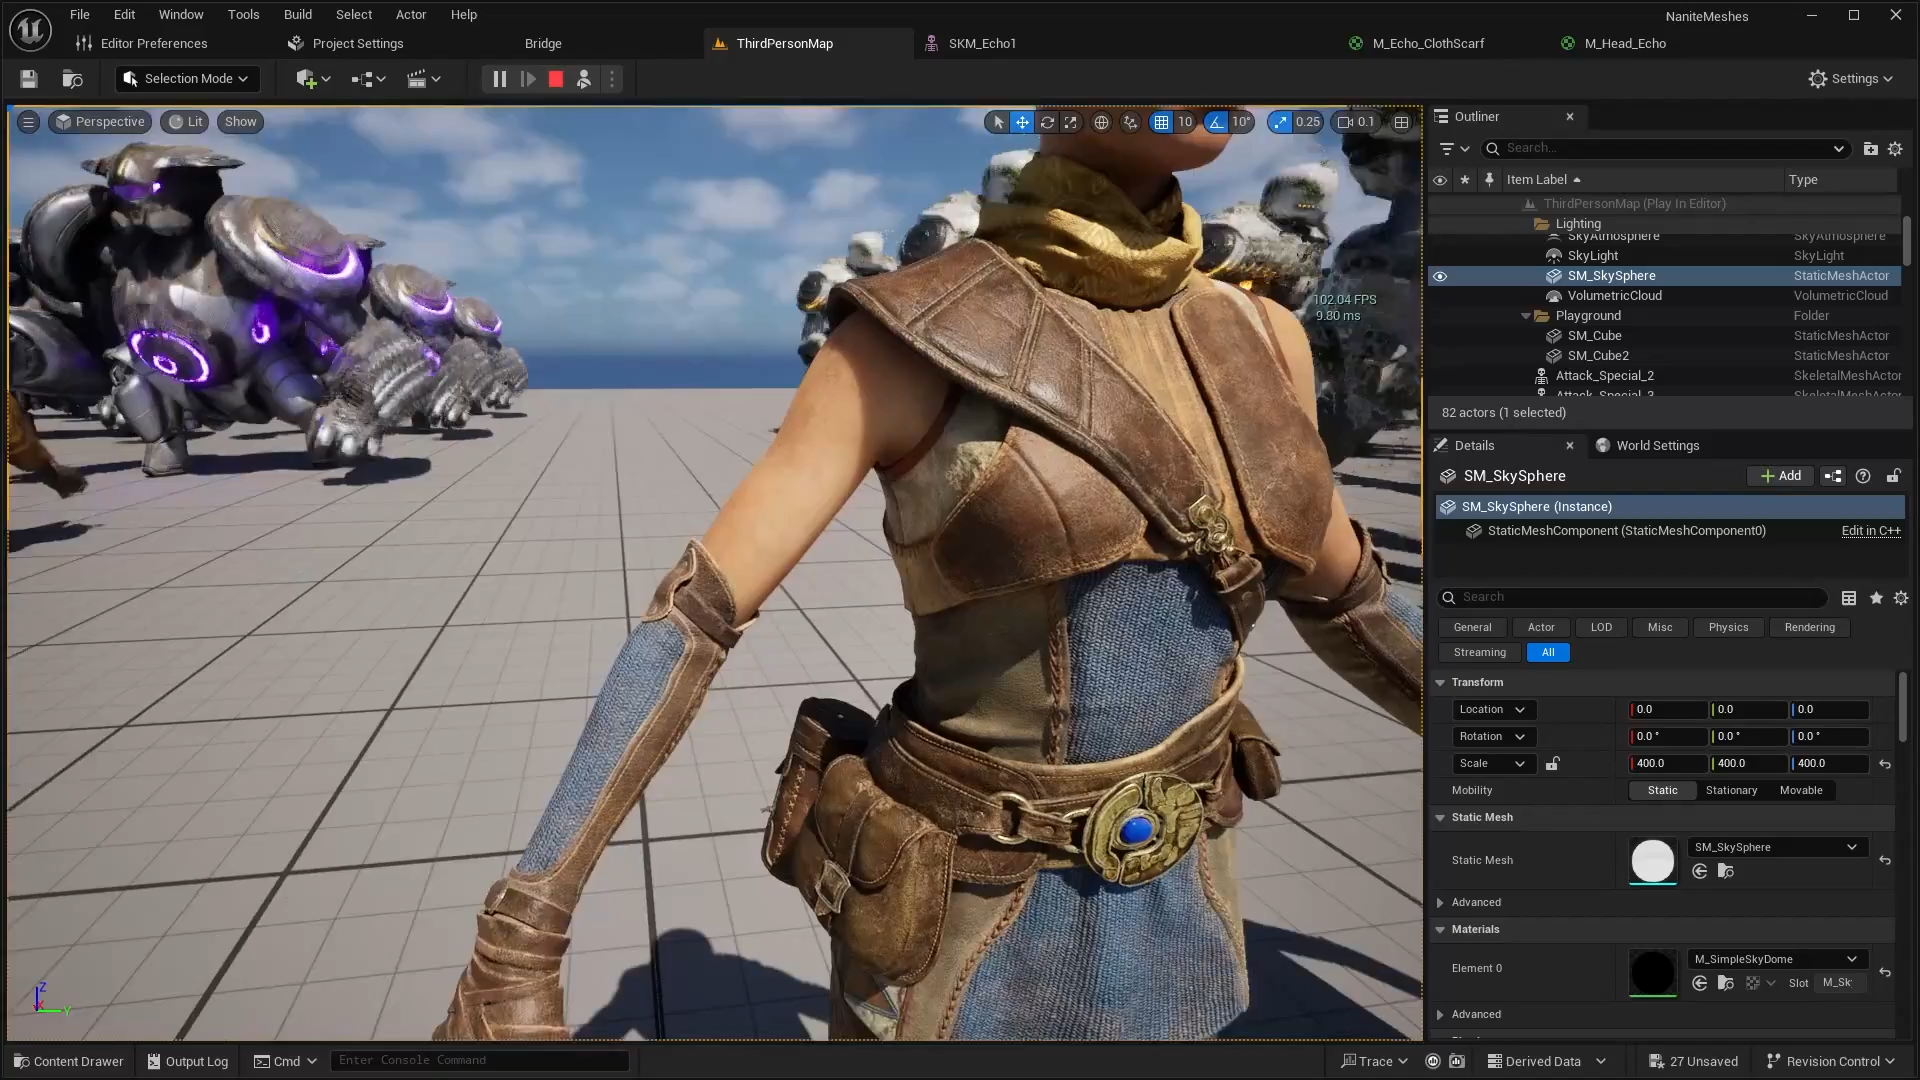 File Edit Window Tools Build Select Actor Help
NaniteMeshes
Editor Preferences
Project Settings
Bridge
ThirdPersonMap
SKM_Echo1
M_Echo_ClothScarf
M_Head_Echo
Selection Mode
Settings
Perspective
Lit
Show
10
10°
0.25
0.1
102.04 FPS
9.80 ms
Outliner
Search...
Item Label
Type
ThirdPersonMap (Play In Editor)
Lighting
SkyAtmosphere SkyAtmosphere
SkyLight SkyLight
SM_SkySphere StaticMeshActor
VolumetricCloud VolumetricCloud
Playground Folder
SM_Cube StaticMeshActor
SM_Cube2 StaticMeshActor
Attack_Special_2 SkeletalMeshActor
Attack_Special_3 SkeletalMeshActor
82 actors (1 selected)
Details
World Settings
SM_SkySphere
Add
SM_SkySphere (Instance)
StaticMeshComponent (StaticMeshComponent0)
Edit in C++
Search
General Actor LOD Misc Physics Rendering
Streaming All
Transform
Location 0.0 0.0 0.0
Rotation 0.0 ° 0.0 ° 0.0 °
Scale 400.0 400.0 400.0
Mobility Static Stationary Movable
Static Mesh
Static Mesh SM_SkySphere
Advanced
Materials
Element 0 M_SimpleSkyDome
Slot M_Sk
Advanced
Z
Y
Content Drawer
Output Log
Cmd
Enter Console Command
Trace
Derived Data
27 Unsaved
Revision Control